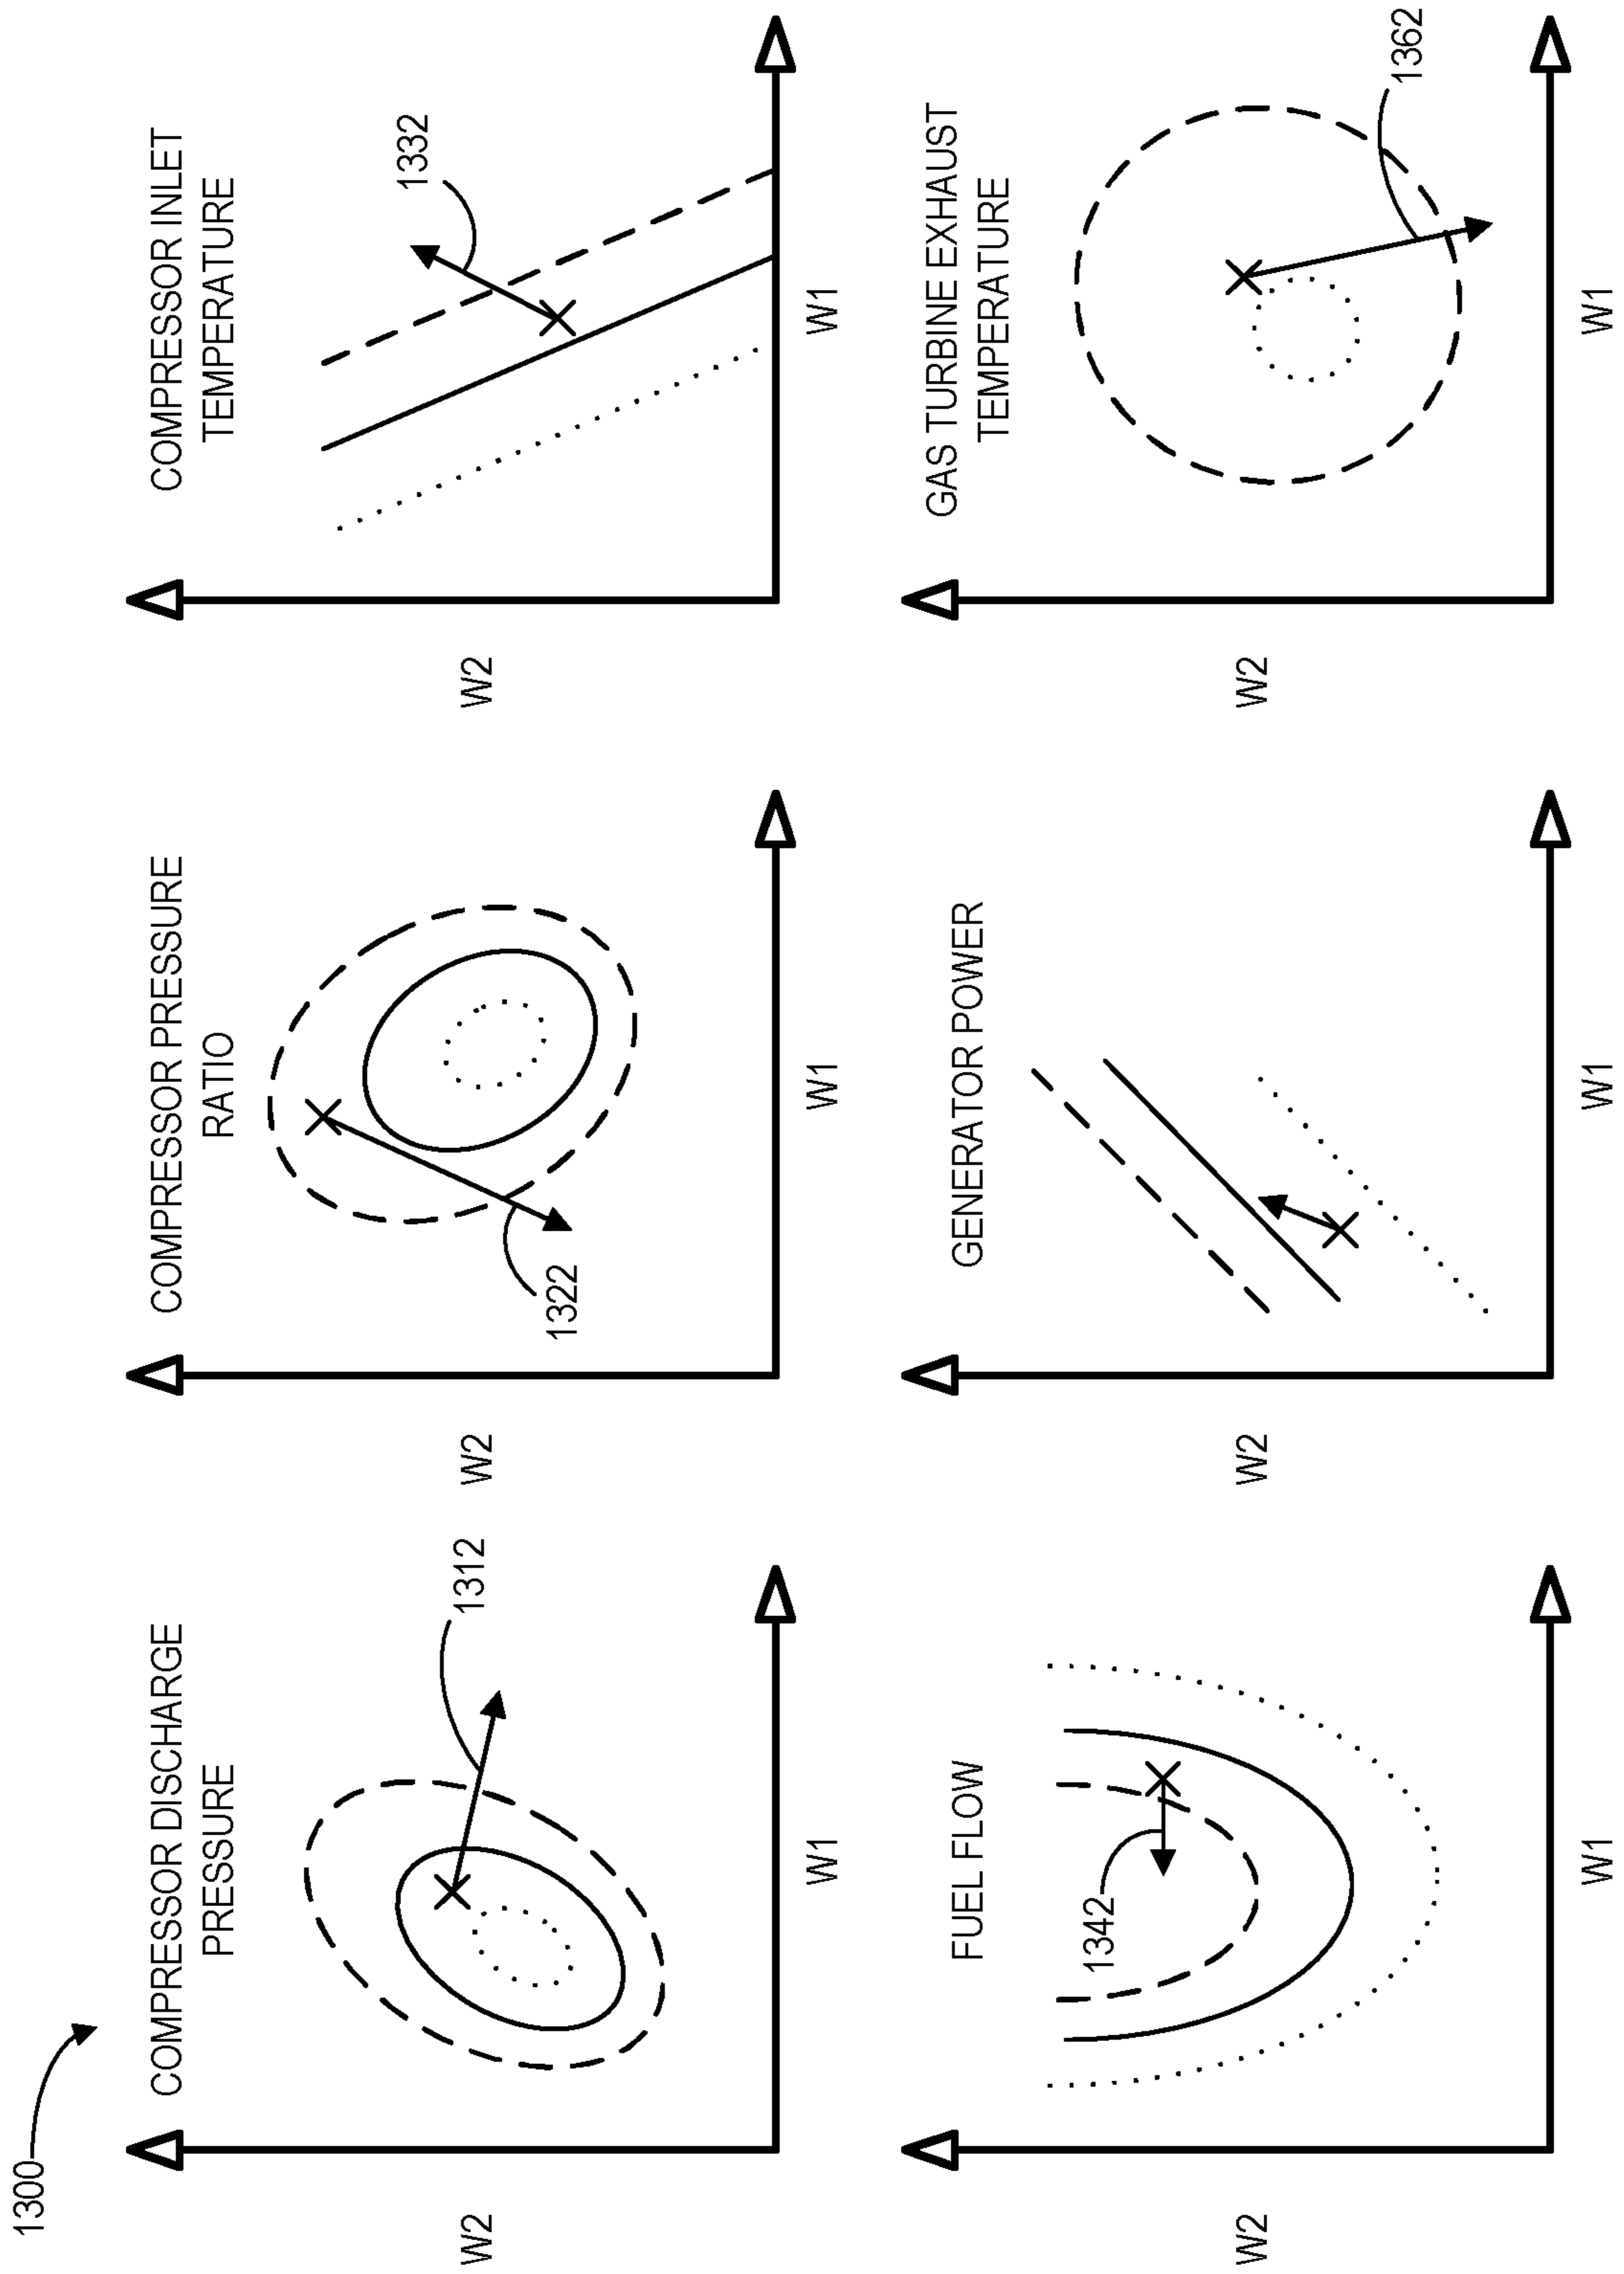 1300
COMPRESSOR DISCHARGE
PRESSURE
1312
W2
W1
COMPRESSOR PRESSURE
RATIO
1322
W2
W1
COMPRESSOR INLET
TEMPERATURE
1332
W2
W1
FUEL FLOW
1342
W2
W1
GENERATOR POWER
W2
W1
GAS TURBINE EXHAUST
TEMPERATURE
1362
W2
W1